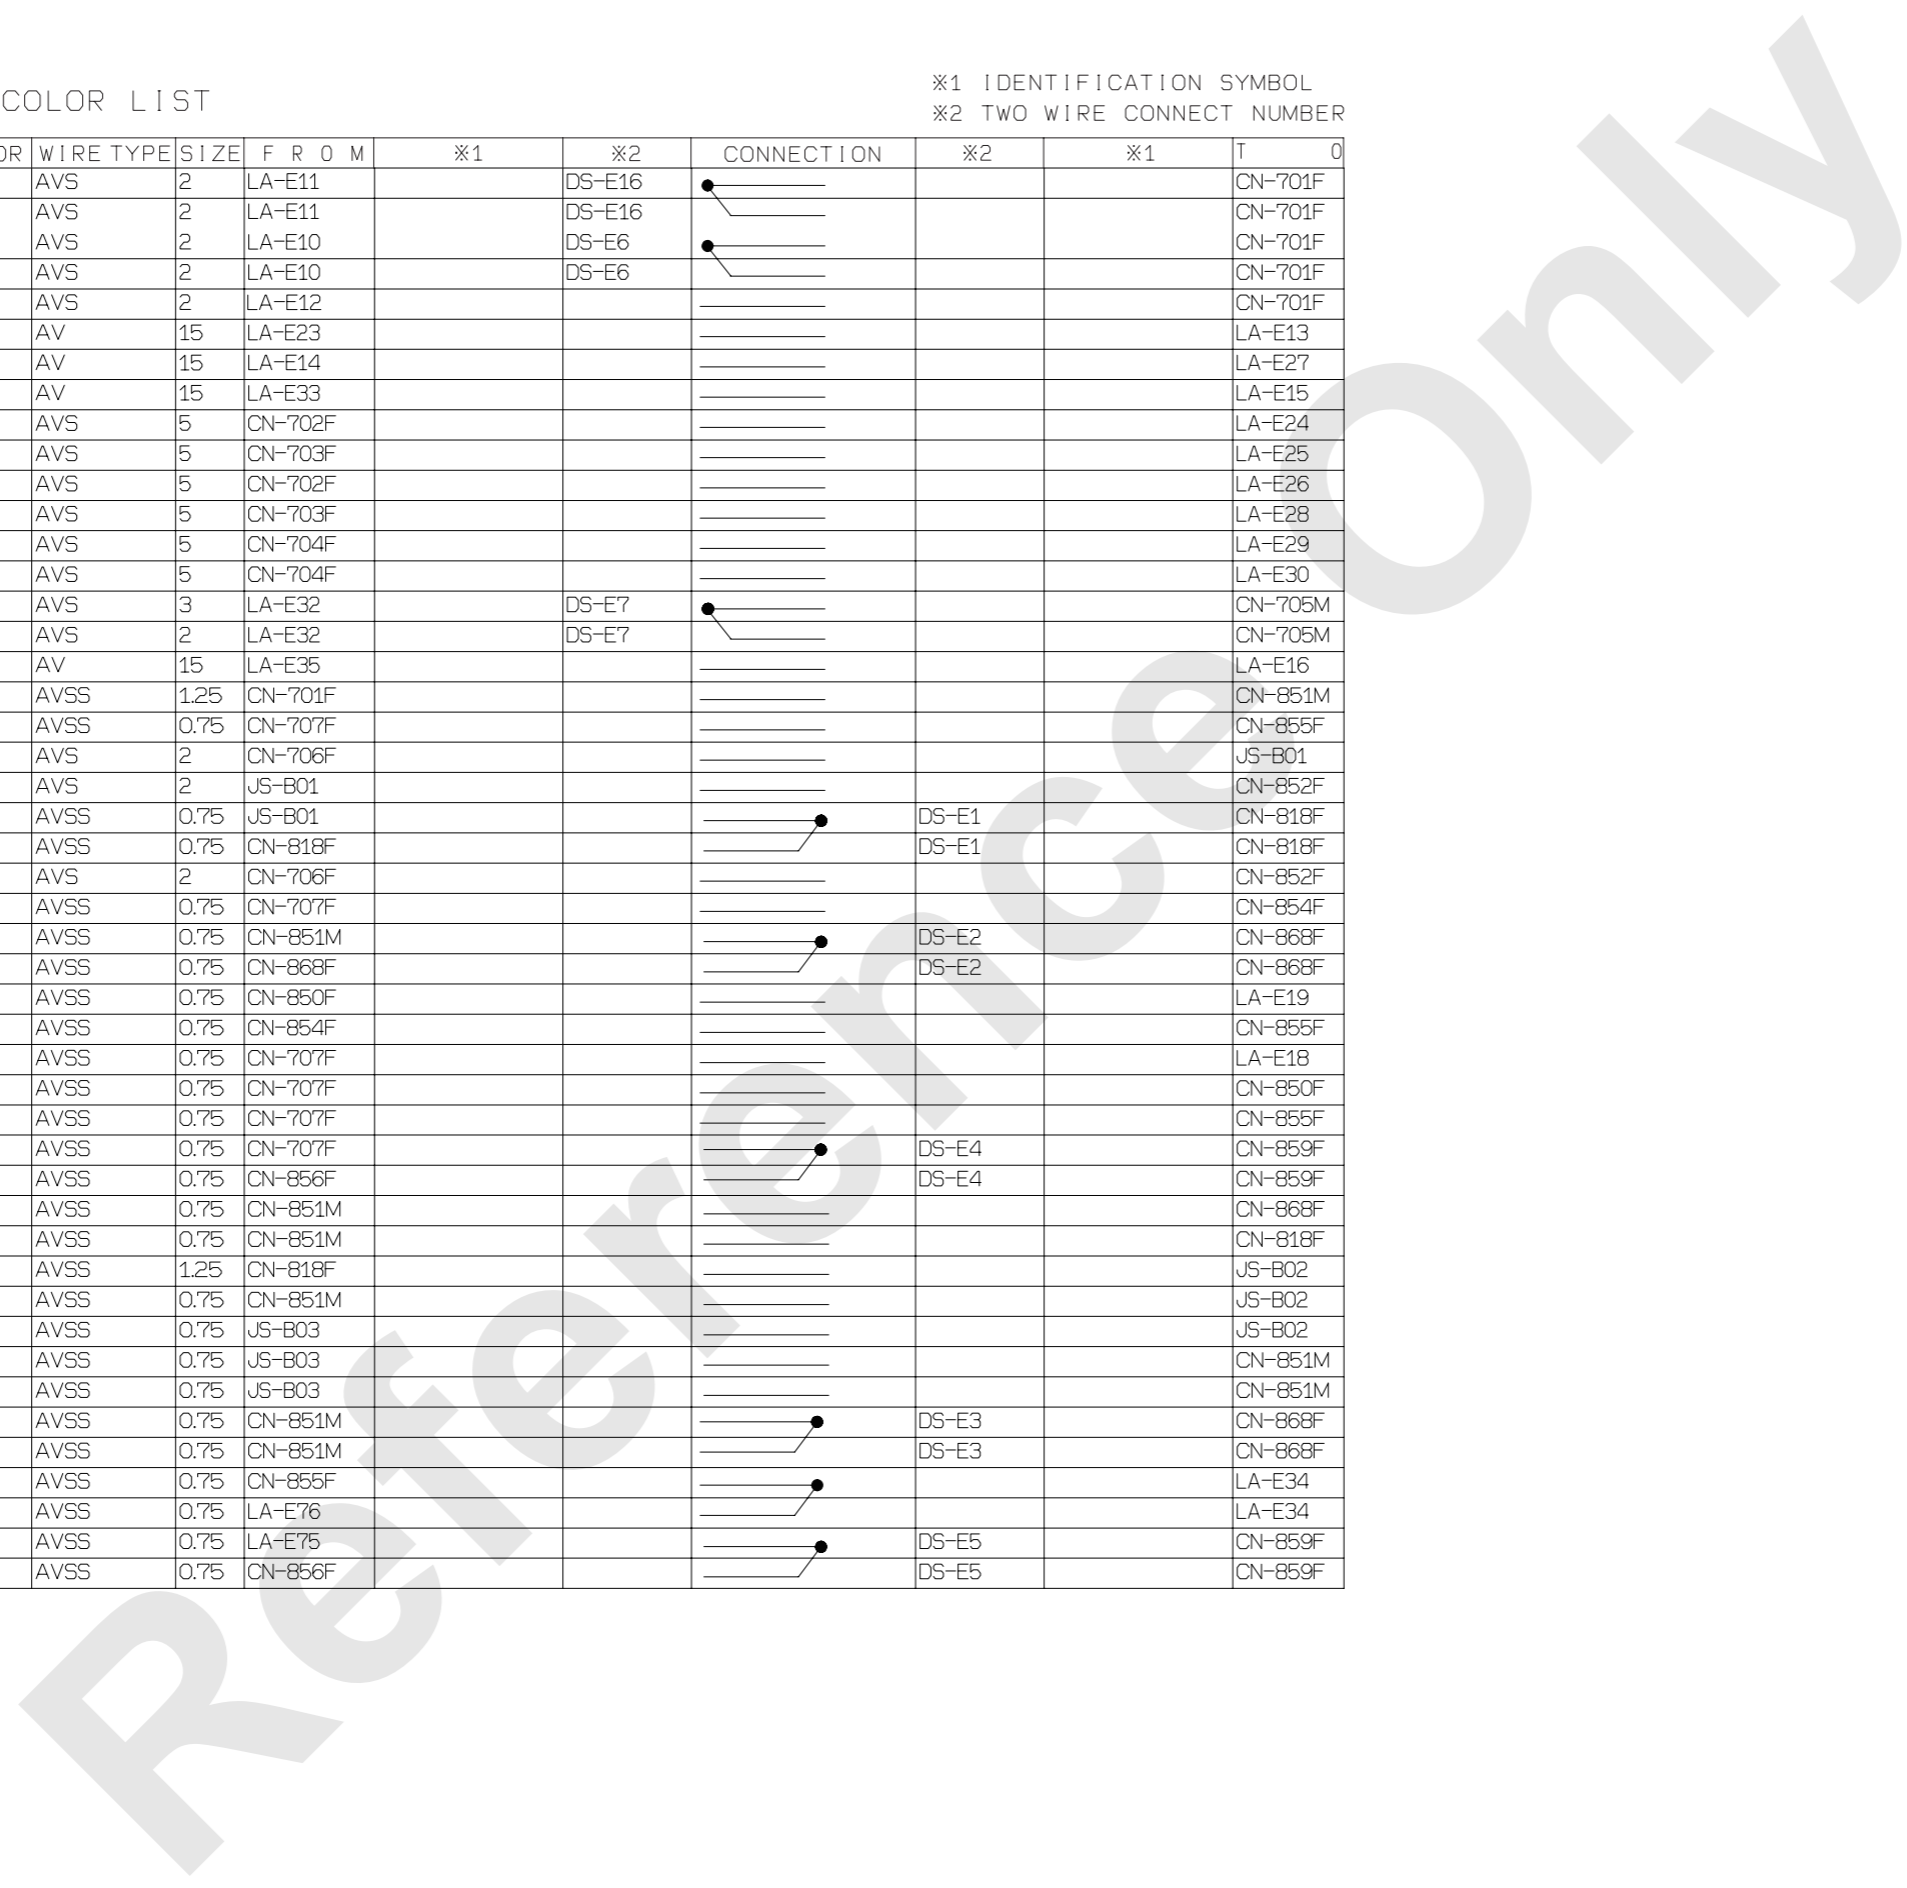 COLOR LIST
※1 IDENTIFICATION SYMBOL
※2 TWO WIRE CONNECT NUMBER
OR WIRE TYPE SIZE F R O M ※1 ※2 CONNECTION ※2 ※1 T O
AVS 2 LA-E11 DS-E16 CN-701F
AVS 2 LA-E11 DS-E16 CN-701F
AVS 2 LA-E10 DS-E6 CN-701F
AVS 2 LA-E10 DS-E6 CN-701F
AVS 2 LA-E12 CN-701F
AV 15 LA-E23 LA-E13
AV 15 LA-E14 LA-E27
AV 15 LA-E33 LA-E15
AVS 5 CN-702F LA-E24
AVS 5 CN-703F LA-E25
AVS 5 CN-702F LA-E26
AVS 5 CN-703F LA-E28
AVS 5 CN-704F LA-E29
AVS 5 CN-704F LA-E30
AVS 3 LA-E32 DS-E7 CN-705M
AVS 2 LA-E32 DS-E7 CN-705M
AV 15 LA-E35 LA-E16
AVSS 1.25 CN-701F CN-851M
AVSS 0.75 CN-707F CN-855F
AVS 2 CN-706F JS-B01
AVS 2 JS-B01 CN-852F
AVSS 0.75 JS-B01 DS-E1 CN-818F
AVSS 0.75 CN-818F DS-E1 CN-818F
AVS 2 CN-706F CN-852F
AVSS 0.75 CN-707F CN-854F
AVSS 0.75 CN-851M DS-E2 CN-868F
AVSS 0.75 CN-868F DS-E2 CN-868F
AVSS 0.75 CN-850F LA-E19
AVSS 0.75 CN-854F CN-855F
AVSS 0.75 CN-707F LA-E18
AVSS 0.75 CN-707F CN-850F
AVSS 0.75 CN-707F CN-855F
AVSS 0.75 CN-707F DS-E4 CN-859F
AVSS 0.75 CN-856F DS-E4 CN-859F
AVSS 0.75 CN-851M CN-868F
AVSS 0.75 CN-851M CN-818F
AVSS 1.25 CN-818F JS-B02
AVSS 0.75 CN-851M JS-B02
AVSS 0.75 JS-B03 JS-B02
AVSS 0.75 JS-B03 CN-851M
AVSS 0.75 JS-B03 CN-851M
AVSS 0.75 CN-851M DS-E3 CN-868F
AVSS 0.75 CN-851M DS-E3 CN-868F
AVSS 0.75 CN-855F LA-E34
AVSS 0.75 LA-E76 LA-E34
AVSS 0.75 LA-E75 DS-E5 CN-859F
AVSS 0.75 CN-856F DS-E5 CN-859F
Reference Only